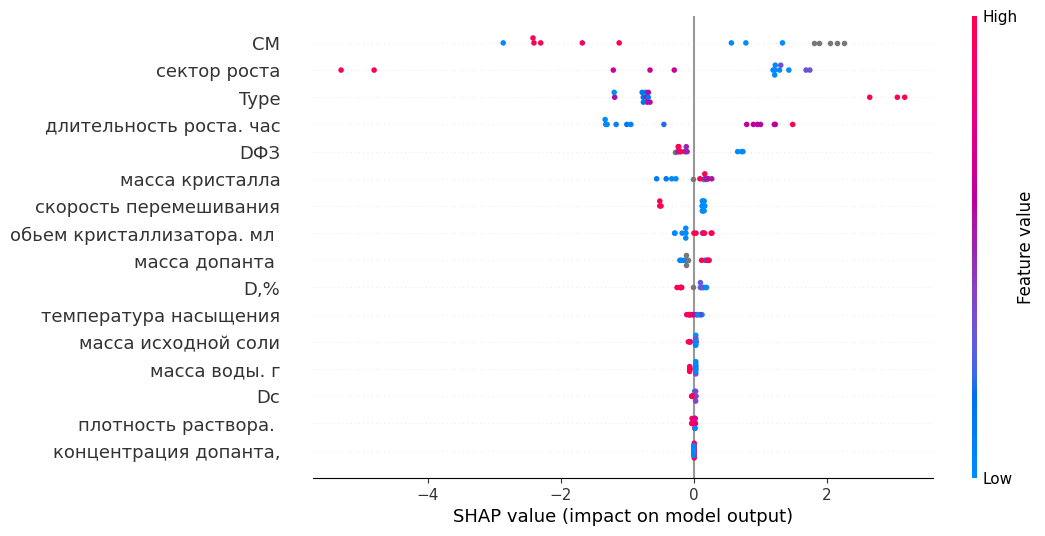 High
СМ
сектор роста
Type
длительность роста. час
DФЗ
масса кристалла
скорость перемешивания
обьем кристаллизатора. мл
масса допанта
D,%
температура насыщения
масса исходной соли
масса воды. г
Dc
плотность раствора.
концентрация допанта,
Low
Feature value
−4 −2 0 2
SHAP value (impact on model output)